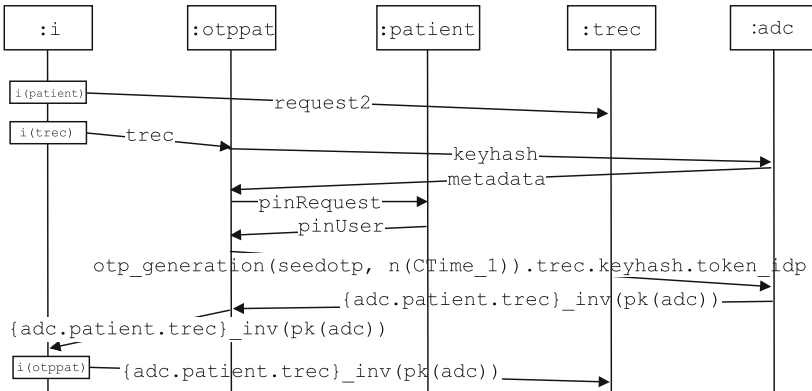 :i :otppat :patient :trec :adc
i(patient)
request2
i(trec)
trec
keyhash
metadata
pinRequest
pinUser
otp_generation(seedotp, n(CTime_1)).trec.keyhash.token_idp
{adc.patient.trec}_inv(pk(adc))
{adc.patient.trec}_inv(pk(adc))
i(otppat)
{adc.patient.trec}_inv(pk(adc))